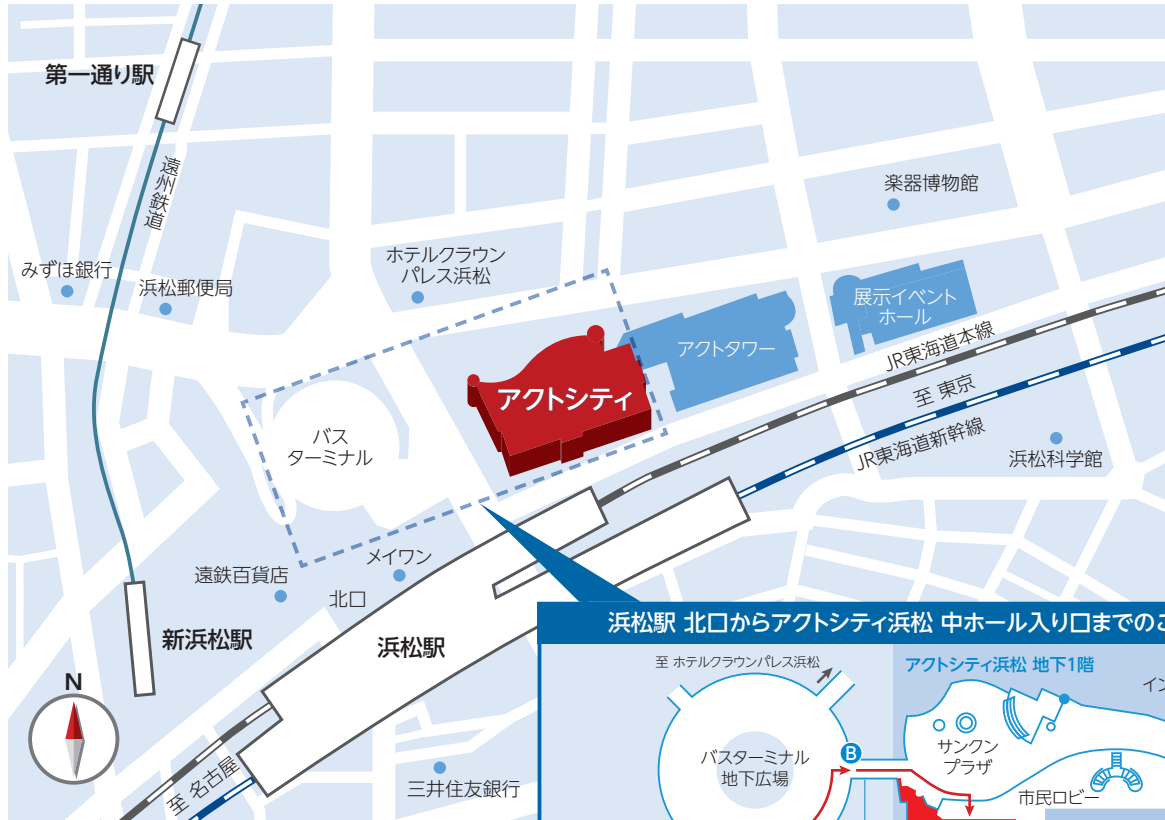 第一通り駅
遠州鉄道
楽器博物館
みずほ銀行
浜松郵便局
ホテルクラウン
パレス浜松
展示イベント
ホール
アクトタワー
JR東海道本線
アクトシティ
至 東京
JR東海道新幹線
バス
ターミナル
浜松科学館
メイワン
遠鉄百貨店
北口
新浜松駅
浜松駅
N
至 名古屋
三井住友銀行
浜松駅 北口からアクトシティ浜松 中ホール入り口までのご
至 ホテルクラウンパレス浜松
アクトシティ浜松 地下1階
イン
B
サンクン
プラザ
バスターミナル
地下広場
市民ロビー